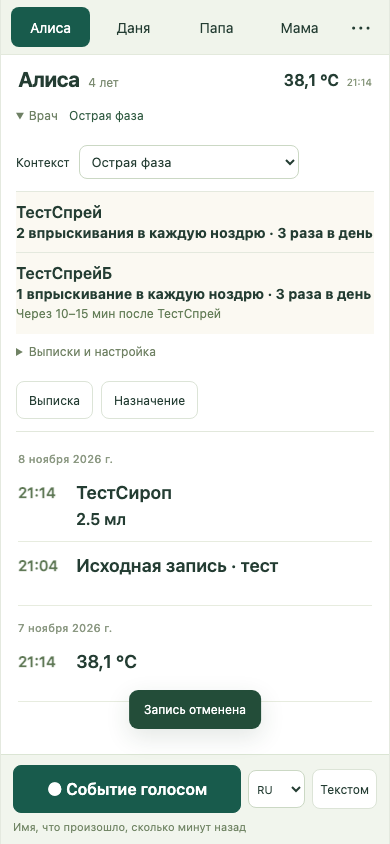 Алиса Даня Папа Мама ···
Алиса 4 лет 38,1 °C 21:14
▼ Врач Острая фаза
Контекст Острая фаза
ТестСпрей
2 впрыскивания в каждую ноздрю · 3 раза в день
ТестСпрейБ
1 впрыскивание в каждую ноздрю · 3 раза в день
Через 10–15 мин после ТестСпрей
▶ Выписки и настройка
Выписка Назначение
8 ноября 2026 г.
21:14 ТестСироп
2.5 мл
21:04 Исходная запись · тест
7 ноября 2026 г.
21:14 38,1 °C
Запись отменена
Событие голосом RU Текстом
Имя, что произошло, сколько минут назад